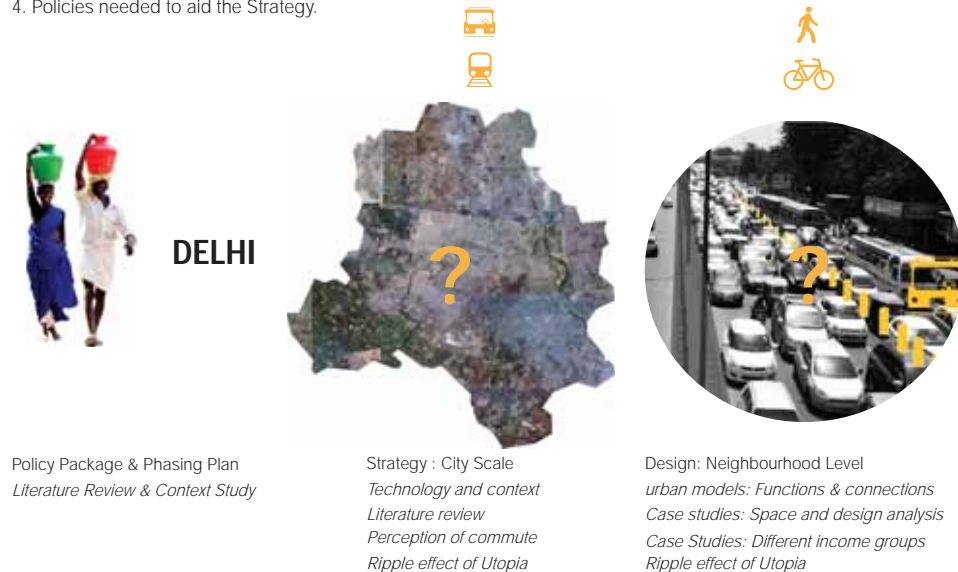 4. Policies needed to aid the Strategy.
DELHI
?
?
Policy Package & Phasing Plan
Literature Review & Context Study
Strategy : City Scale
Technology and context
Literature review
Perception of commute
Ripple effect of Utopia
Design: Neighbourhood Level
urban models: Functions & connections
Case studies: Space and design analysis
Case Studies: Different income groups
Ripple effect of Utopia